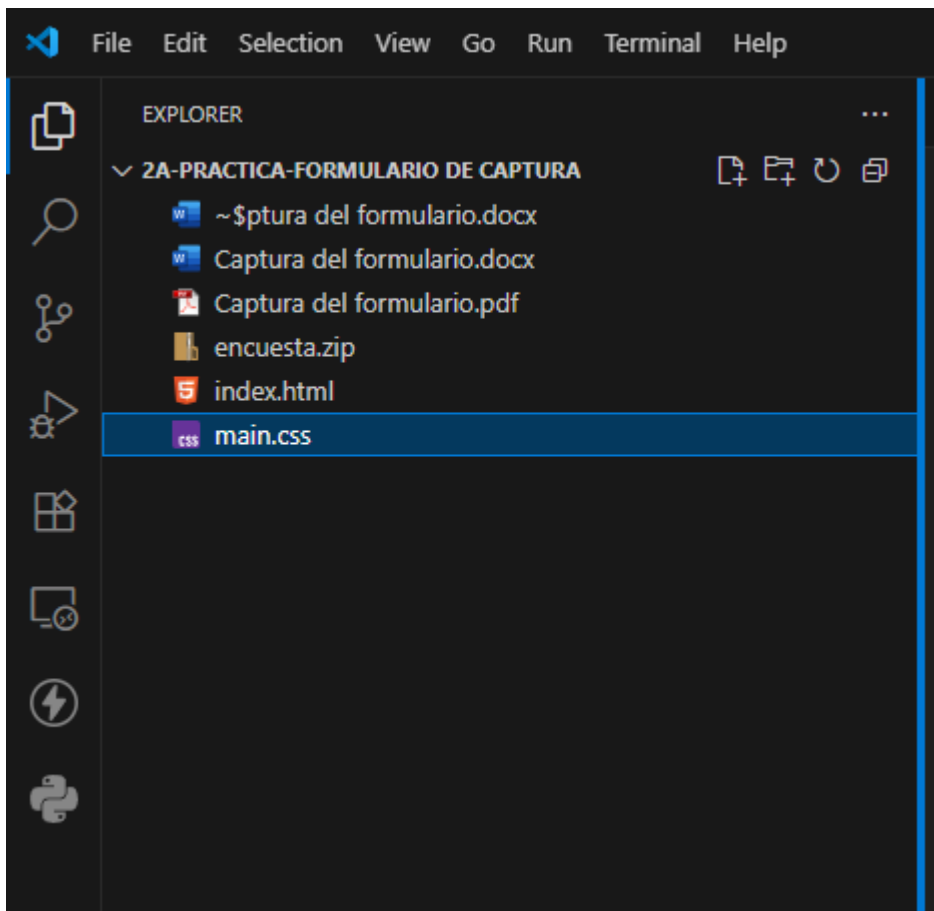 File Edit Selection View Go Run Terminal Help
EXPLORER
2A-PRACTICA-FORMULARIO DE CAPTURA
~$ptura del formulario.docx
Captura del formulario.docx
Captura del formulario.pdf
encuesta.zip
index.html
main.css